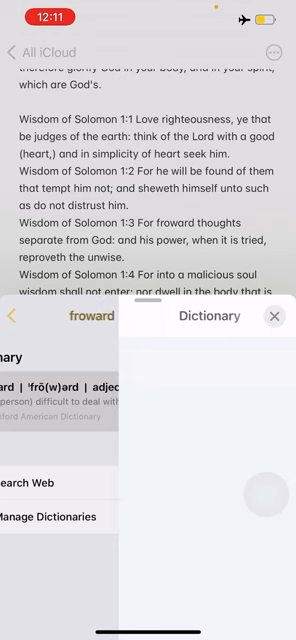 12:11
All iCloud
therefore glorify God in your body, and in your spirit,
which are God's.
Wisdom of Solomon 1:1 Love righteousness, ye that
be judges of the earth: think of the Lord with a good
(heart,) and in simplicity of heart seek him.
Wisdom of Solomon 1:2 For he will be found of them
that tempt him not; and sheweth himself unto such
as do not distrust him.
Wisdom of Solomon 1:3 For froward thoughts
separate from God: and his power, when it is tried,
reproveth the unwise.
Wisdom of Solomon 1:4 For into a malicious soul
wisdom shall not enter; nor dwell in the body that is
froward
Dictionary
nary
ard | ˈfrō(w)ərd | adjec
person) difficult to deal with
xford American Dictionary
earch Web
Manage Dictionaries